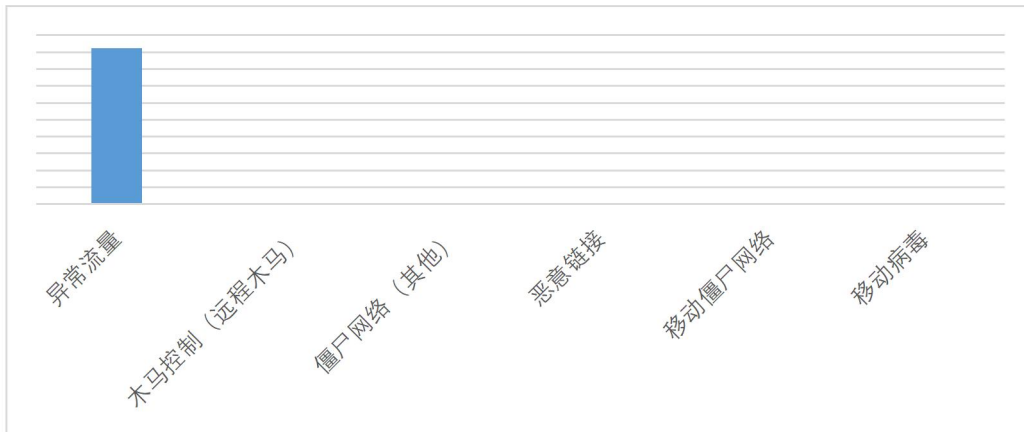 异常流量
木马控制（远程木马）
僵尸网络（其他）
恶意链接
移动僵尸网络
移动病毒